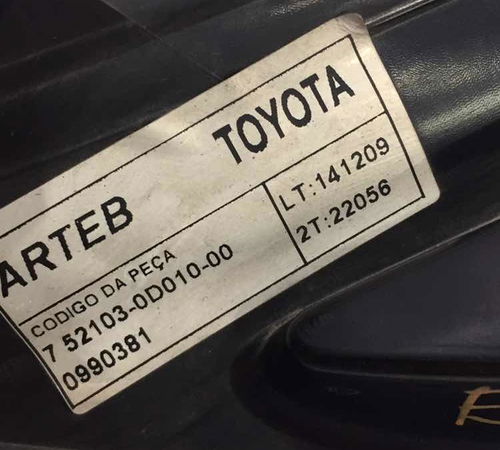 ARTEB TOYOTA
CODIGO DA PEÇA
7 52103-0D010-00
0990381
LT:141209
2T:22056